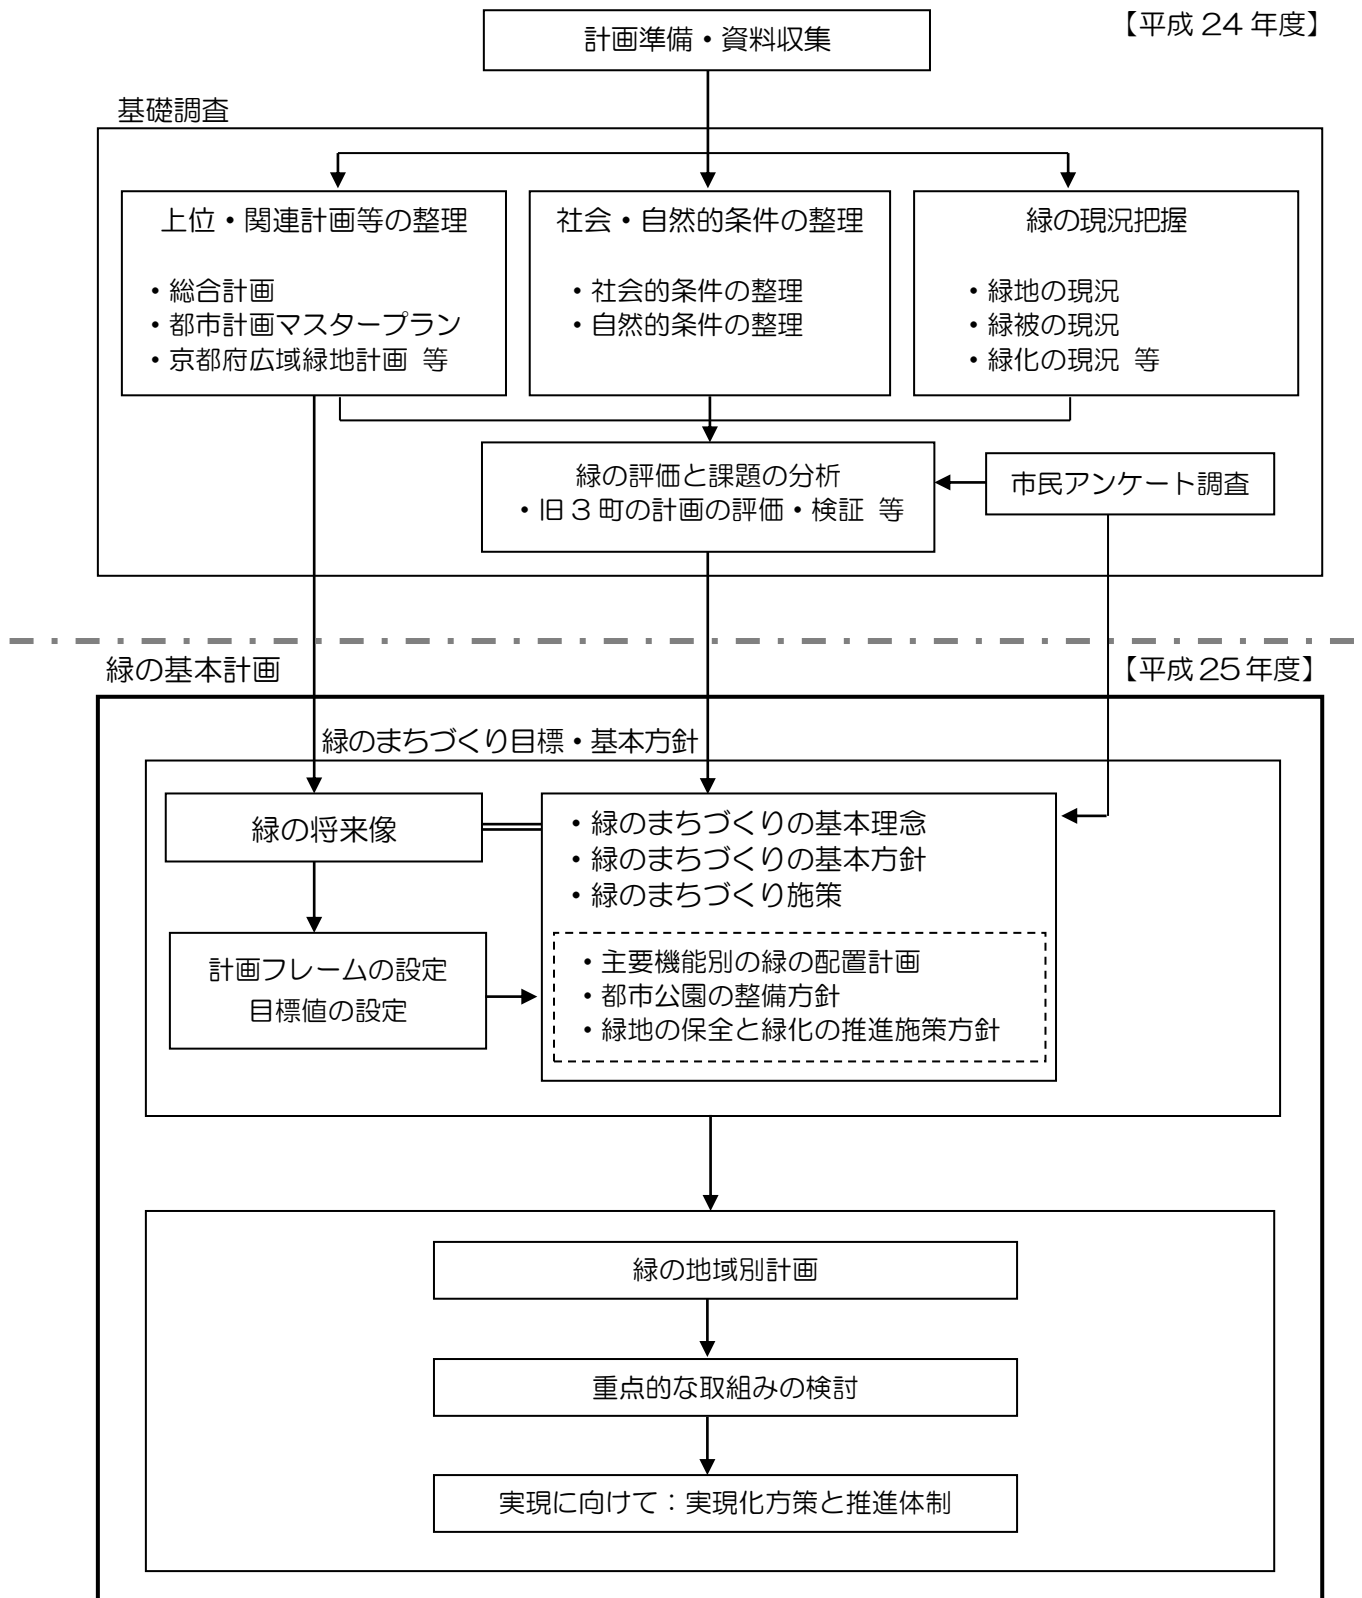 計画準備・資料収集
【平成 24 年度】
基礎調査
上位・関連計画等の整理
・総合計画
・都市計画マスタープラン
・京都府広域緑地計画 等
社会・自然的条件の整理
・社会的条件の整理
・自然的条件の整理
緑の現況把握
・緑地の現況
・緑被の現況
・緑化の現況 等
緑の評価と課題の分析
・旧３町の計画の評価・検証 等
市民アンケート調査
緑の基本計画
【平成 25 年度】
緑のまちづくり目標・基本方針
緑の将来像
・緑のまちづくりの基本理念
・緑のまちづくりの基本方針
・緑のまちづくり施策
計画フレームの設定
目標値の設定
・主要機能別の緑の配置計画
・都市公園の整備方針
・緑地の保全と緑化の推進施策方針
緑の地域別計画
重点的な取組みの検討
実現に向けて：実現化方策と推進体制